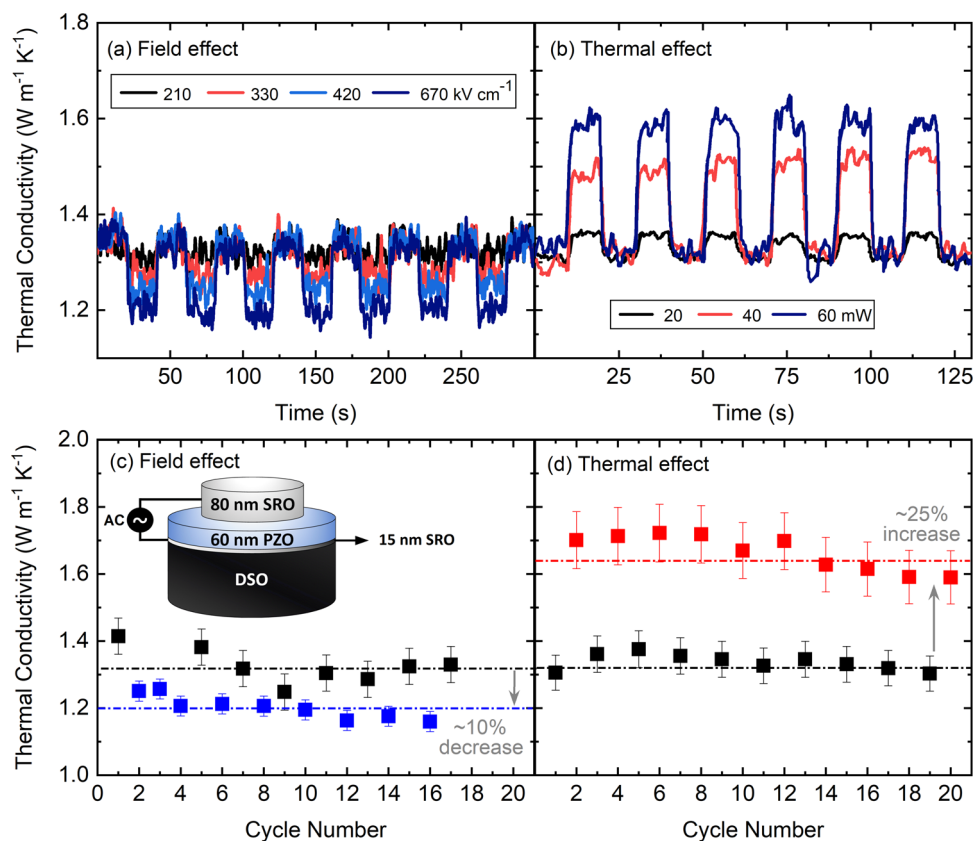 Thermal Conductivity (W m⁻¹ K⁻¹)
1.8
1.6
1.4
1.2
(a) Field effect
210 330 420 670 kV cm⁻¹
50 100 150 200 250
Time (s)
(b) Thermal effect
20 40 60 mW
25 50 75 100 125
Time (s)
Thermal Conductivity (W m⁻¹ K⁻¹)
2.0
1.8
1.6
1.4
1.2
1.0
(c) Field effect
AC
80 nm SRO
60 nm PZO
15 nm SRO
DSO
~10%
decrease
0 2 4 6 8 10 12 14 16 18 20
Cycle Number
(d) Thermal effect
~25%
increase
2 4 6 8 10 12 14 16 18 20
Cycle Number